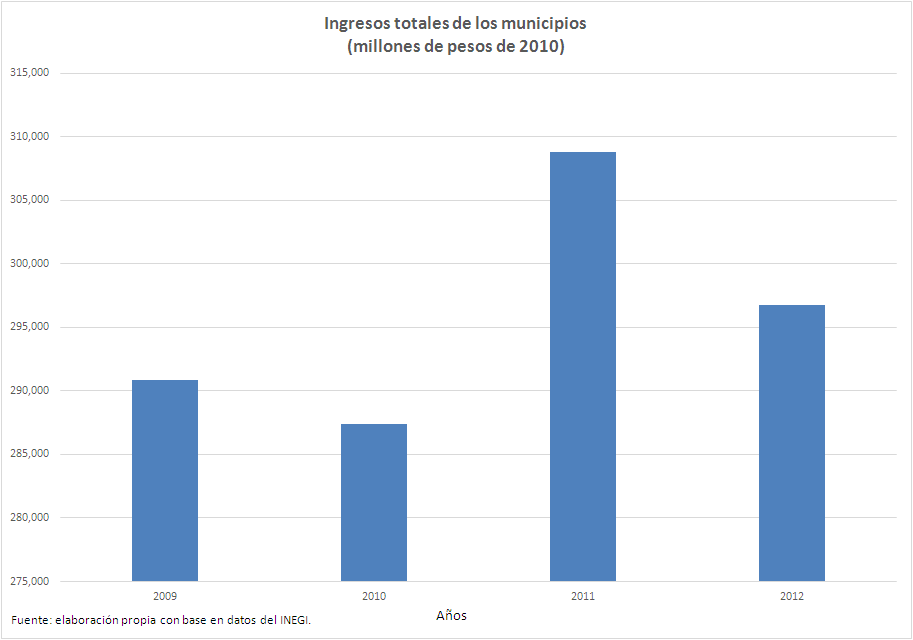 Ingresos totales de los municipios
(millones de pesos de 2010)
315,000
310,000
305,000
300,000
295,000
290,000
285,000
280,000
275,000
2009 2010 2011 2012
Años
Fuente: elaboración propia con base en datos del INEGI.